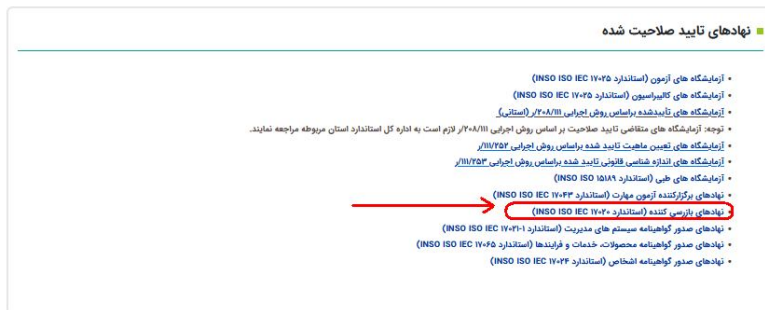 نهادهای تایید صلاحیت شده
آزمایشگاه های آزمون (استاندارد INSO ISO IEC ۱۷۰۲۵)
آزمایشگاه های کالیبراسیون (استاندارد INSO ISO IEC ۱۷۰۲۵)
آزمایشگاه های تأییدشده براساس روش اجرایی ۲۰۸/۱۱۱/ر (استانی)
توجه: آزمایشگاه های متقاضی تایید صلاحیت بر اساس روش اجرایی ۲۰۸/۱۱۱/ر لازم است به اداره کل استاندارد استان مربوطه مراجعه نمایند.
آزمایشگاه های تعیین ماهیت تایید شده براساس روش اجرایی ۱۱۱/۲۵۲/ر
آزمایشگاه های اندازه شناسی قانونی تایید شده براساس روش اجرایی ۱۱۱/۲۵۳/ر
آزمایشگاه های طبی (استاندارد INSO ISO ۱۵۱۸۹)
نهادهای برگزارکننده آزمون مهارت (استاندارد INSO ISO IEC ۱۷۰۴۳)
نهادهای بازرسی کننده (استاندارد INSO ISO IEC ۱۷۰۲۰)
نهادهای صدور گواهینامه سیستم های مدیریت (استاندارد INSO ISO IEC ۱۷۰۲۱-۱)
نهادهای صدور گواهینامه محصولات، خدمات و فرایندها (استاندارد INSO ISO IEC ۱۷۰۶۵)
نهادهای صدور گواهینامه اشخاص (استاندارد INSO ISO IEC ۱۷۰۲۴)